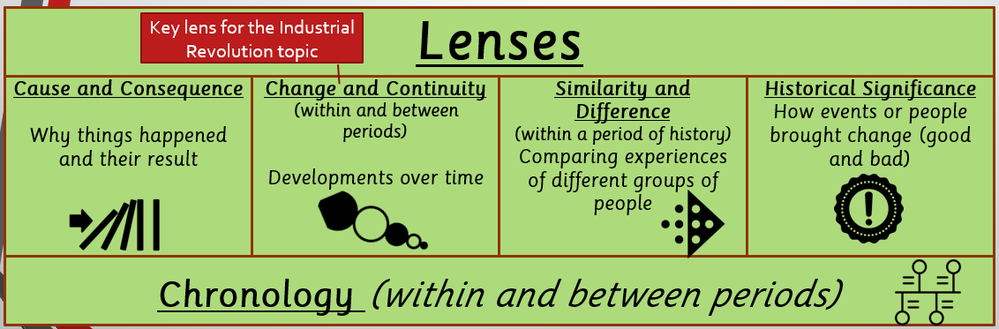 Key lens for the Industrial
Revolution topic
Lenses
Cause and Consequence
Why things happened
and their result
Change and Continuity
(within and between
periods)
Developments over time
Similarity and
Difference
(within a period of history)
Comparing experiences
of different groups of
people
Historical Significance
How events or people
brought change (good
and bad)
Chronology (within and between periods)